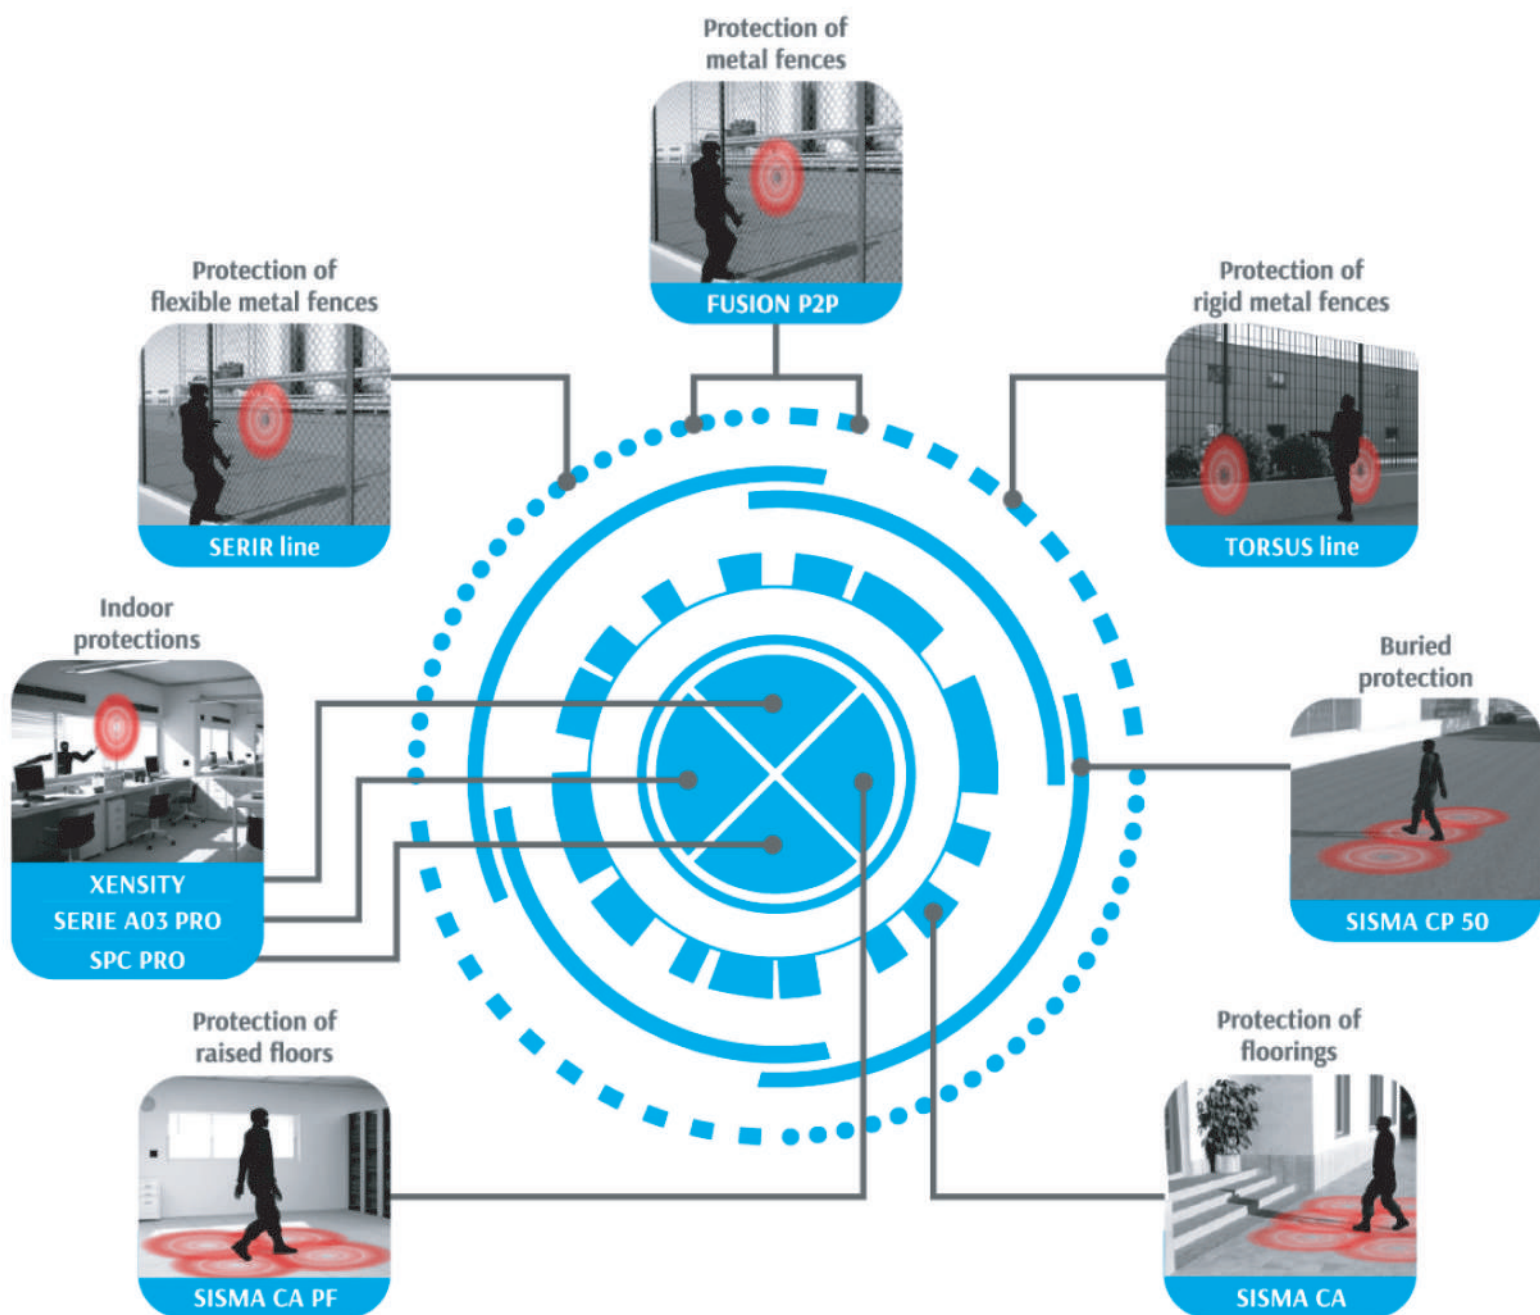 Protection of
metal fences
FUSION P2P
Protection of
flexible metal fences
SERIR line
Protection of
rigid metal fences
TORSUS line
Indoor
protections
XENSITY
SERIE A03 PRO
SPC PRO
Buried
protection
SISMA CP 50
Protection of
raised floors
SISMA CA PF
Protection of
floorings
SISMA CA